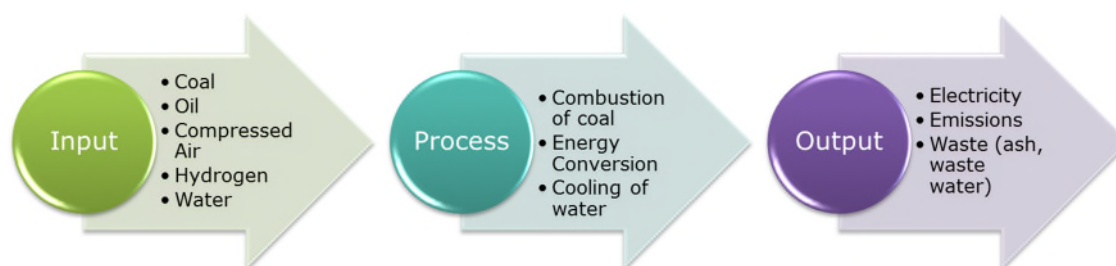 Input
• Coal
• Oil
• Compressed
Air
• Hydrogen
• Water
Process
• Combustion
of coal
• Energy
Conversion
• Cooling of
water
Output
• Electricity
• Emissions
• Waste (ash,
waste
water)